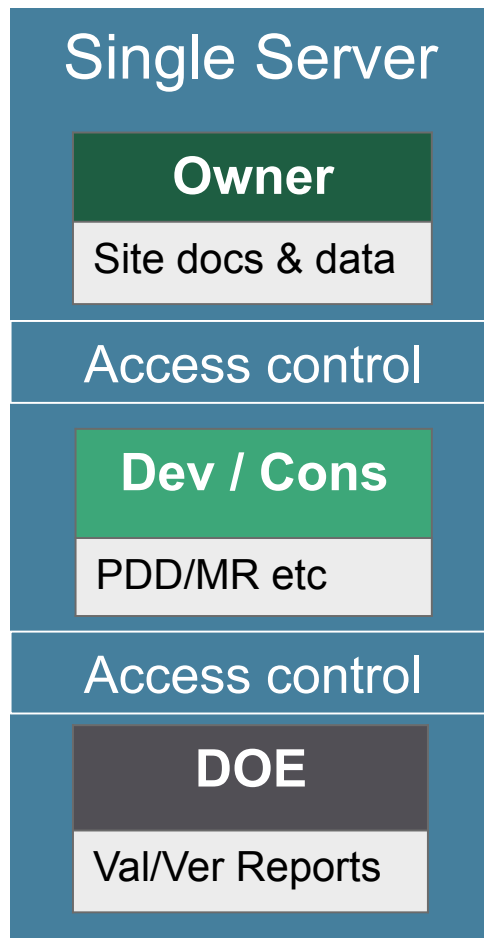 Single Server
Owner
Site docs & data
Access control
Dev / Cons
PDD/MR etc
Access control
DOE
Val/Ver Reports